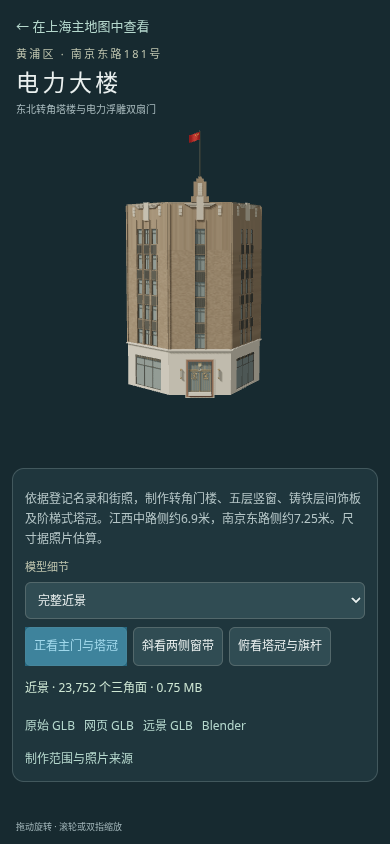 ← 在上海主地图中查看
黄浦区 · 南京东路181号
电力大楼
东北转角塔楼与电力浮雕双扇门
依据登记名录和街照，制作转角门楼、五层竖窗、铸铁层间饰板
及阶梯式塔冠。江西中路侧约6.9米，南京东路侧约7.25米。尺
寸据照片估算。
模型细节
完整近景
正看主门与塔冠
斜看两侧窗带
俯看塔冠与旗杆
近景 · 23,752 个三角面 · 0.75 MB
原始 GLB 网页 GLB 远景 GLB Blender
制作范围与照片来源
拖动旋转 · 滚轮或双指缩放